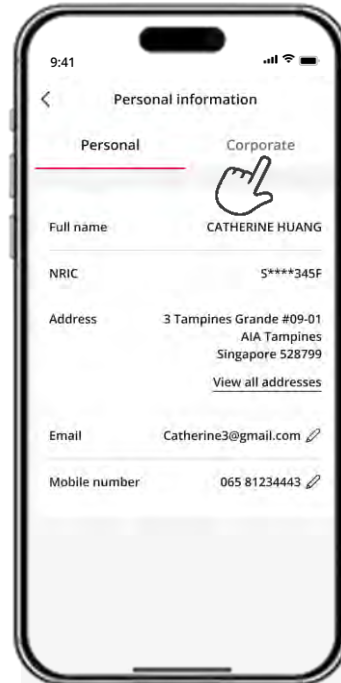 9:41
Personal information
Personal Corporate
Full name CATHERINE HUANG
NRIC S****345F
Address 3 Tampines Grande #09-01
AIA Tampines
Singapore 528799
View all addresses
Email Catherine3@gmail.com
Mobile number 065 81234443